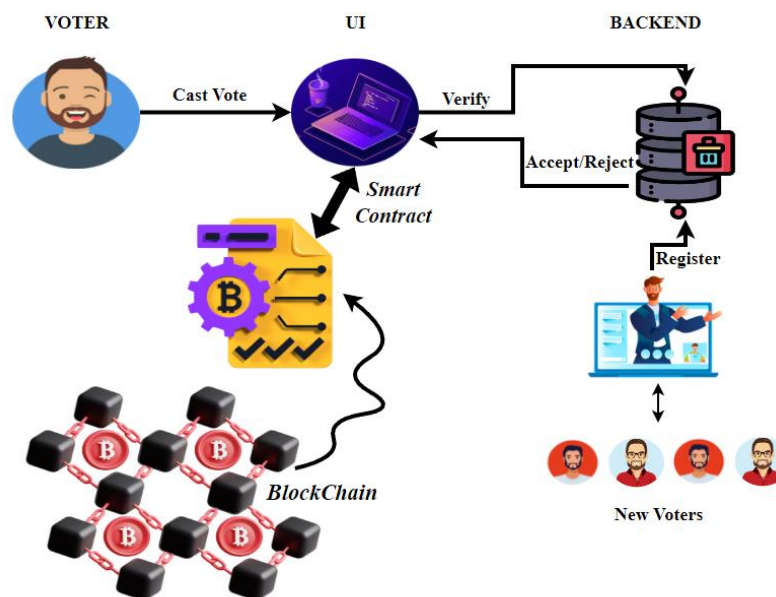 VOTER
UI
BACKEND
Cast Vote
Verify
Accept/Reject
Smart
Contract
Register
BlockChain
New Voters